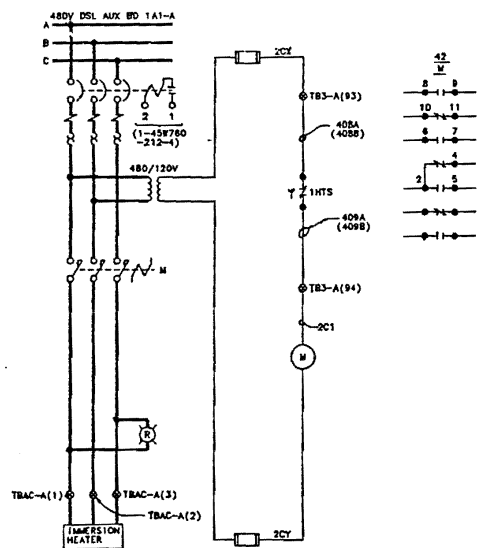 480V DSL AUX BD 1A1-A
A
B
C
2 1
(1-45W760
-212-4)
480/120V
M
R
TBAC-A(1)
TBAC-A(3)
TBAC-A(2)
IMMERSION
HEATER
2CX
TB3-A(93)
408A
(408B)
1HTS
409A
(409B)
TB3-A(94)
2C1
M
2CY
42
M
8 9
10 11
6 7
4
2 5